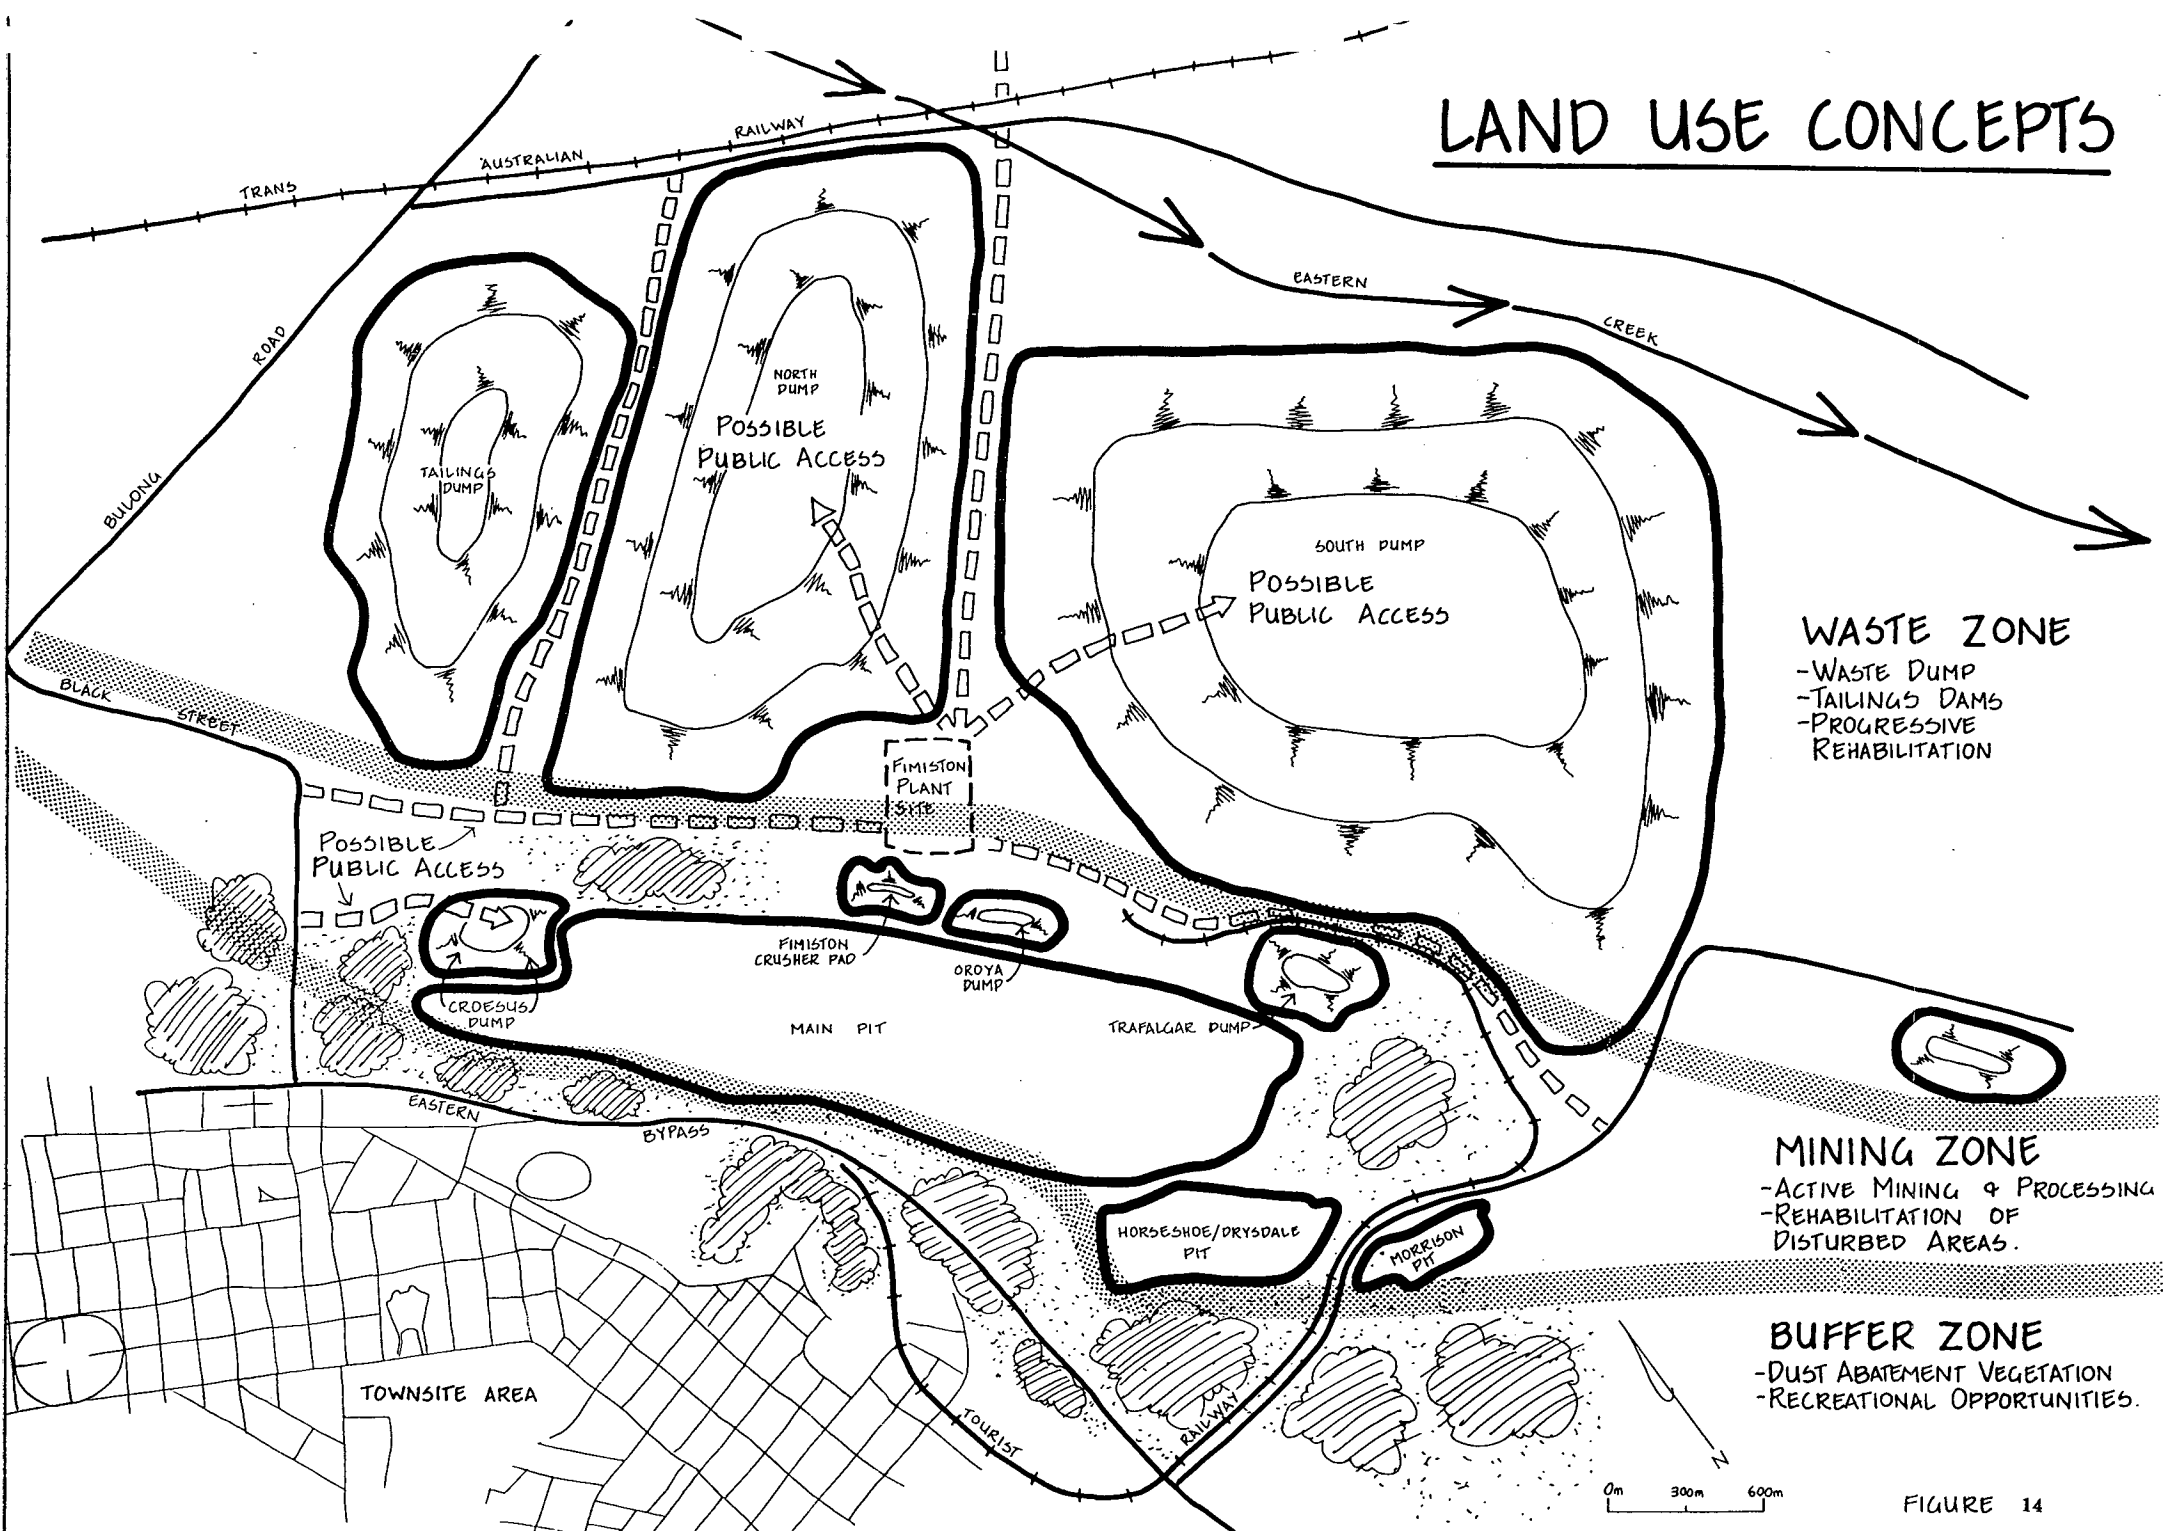 LAND USE CONCEPTS
TRANS
AUSTRALIAN
RAILWAY
EASTERN
CREEK
BULONG
ROAD
NORTH
DUMP
POSSIBLE
PUBLIC ACCESS
TAILINGS
DUMP
SOUTH DUMP
POSSIBLE
PUBLIC ACCESS
WASTE ZONE
-WASTE DUMP
-TAILINGS DAMS
-PROGRESSIVE
REHABILITATION
BLACK
STREET
FIMISTON
PLANT
SITE
POSSIBLE
PUBLIC ACCESS
FIMISTON
CRUSHER PAD
OROYA
DUMP
CROESUS
DUMP
MAIN PIT
TRAFALGAR DUMP
EASTERN
BYPASS
MINING ZONE
-ACTIVE MINING & PROCESSING
-REHABILITATION OF
DISTURBED AREAS.
HORSESHOE/DRYSDALE
PIT
MORRISON
PIT
BUFFER ZONE
-DUST ABATEMENT VEGETATION
-RECREATIONAL OPPORTUNITIES.
TOWNSITE AREA
TOURIST
RAILWAY
N
0m 300m 600m
FIGURE 14